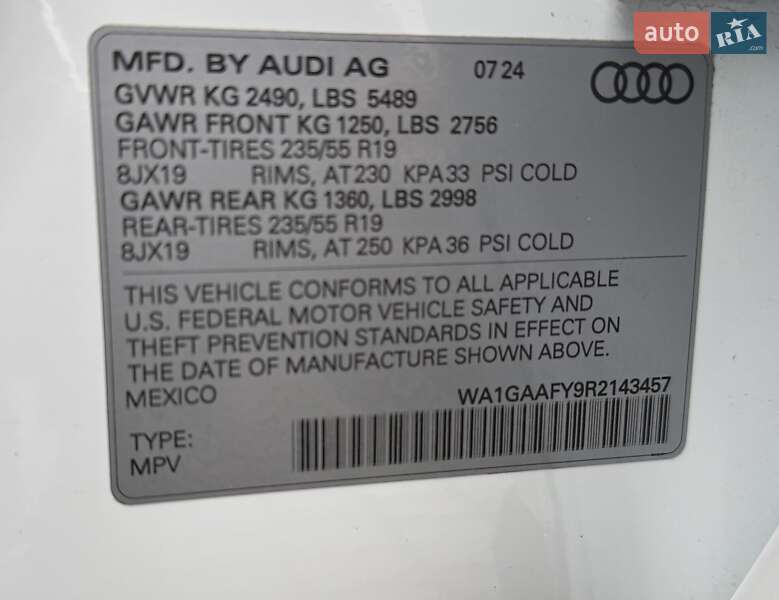 auto RIA.com
MFD. BY AUDI AG 07 24
GVWR KG 2490, LBS 5489
GAWR FRONT KG 1250, LBS 2756
FRONT-TIRES 235/55 R19
8JX19 RIMS, AT 230 KPA 33 PSI COLD
GAWR REAR KG 1360, LBS 2998
REAR-TIRES 235/55 R19
8JX19 RIMS, AT 250 KPA 36 PSI COLD
THIS VEHICLE CONFORMS TO ALL APPLICABLE
U.S. FEDERAL MOTOR VEHICLE SAFETY AND
THEFT PREVENTION STANDARDS IN EFFECT ON
THE DATE OF MANUFACTURE SHOWN ABOVE.
MEXICO WA1GAAFY9R2143457
TYPE:
MPV